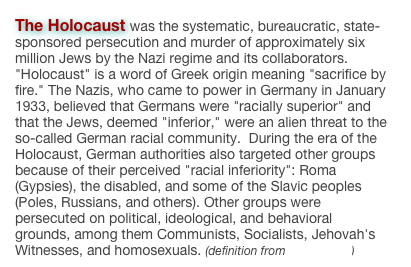 The Holocaust was the systematic, bureaucratic, state-
sponsored persecution and murder of approximately six
million Jews by the Nazi regime and its collaborators.
"Holocaust" is a word of Greek origin meaning "sacrifice by
fire." The Nazis, who came to power in Germany in January
1933, believed that Germans were "racially superior" and
that the Jews, deemed "inferior," were an alien threat to the
so-called German racial community.  During the era of the
Holocaust, German authorities also targeted other groups
because of their perceived "racial inferiority": Roma
(Gypsies), the disabled, and some of the Slavic peoples
(Poles, Russians, and others). Other groups were
persecuted on political, ideological, and behavioral
grounds, among them Communists, Socialists, Jehovah's
Witnesses, and homosexuals. (definition from )